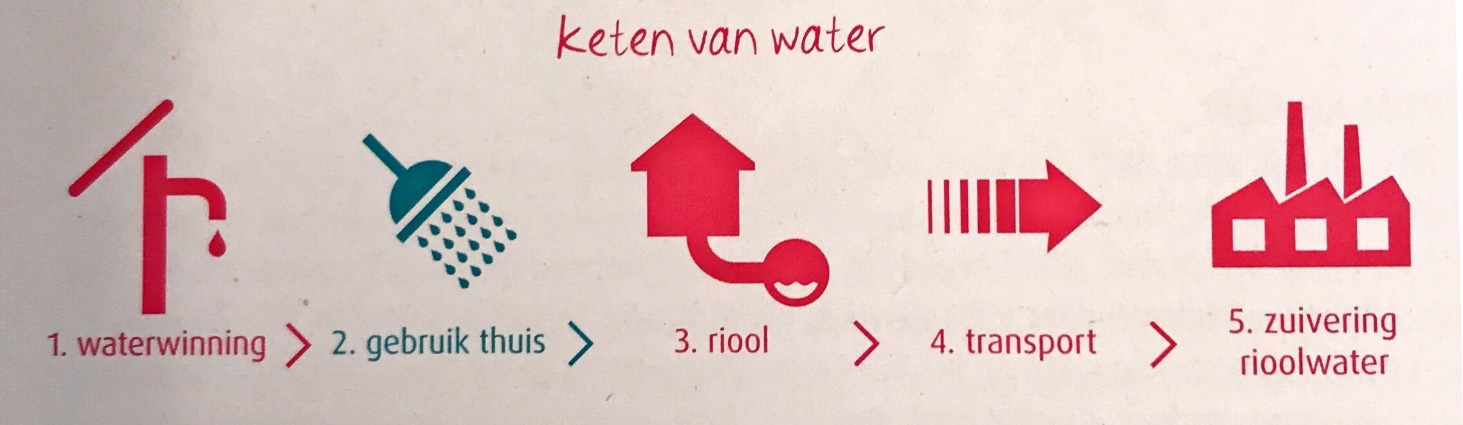 keten van water
1. waterwinning > 2. gebruik thuis > 3. riool > 4. transport > 5. zuivering
rioolwater